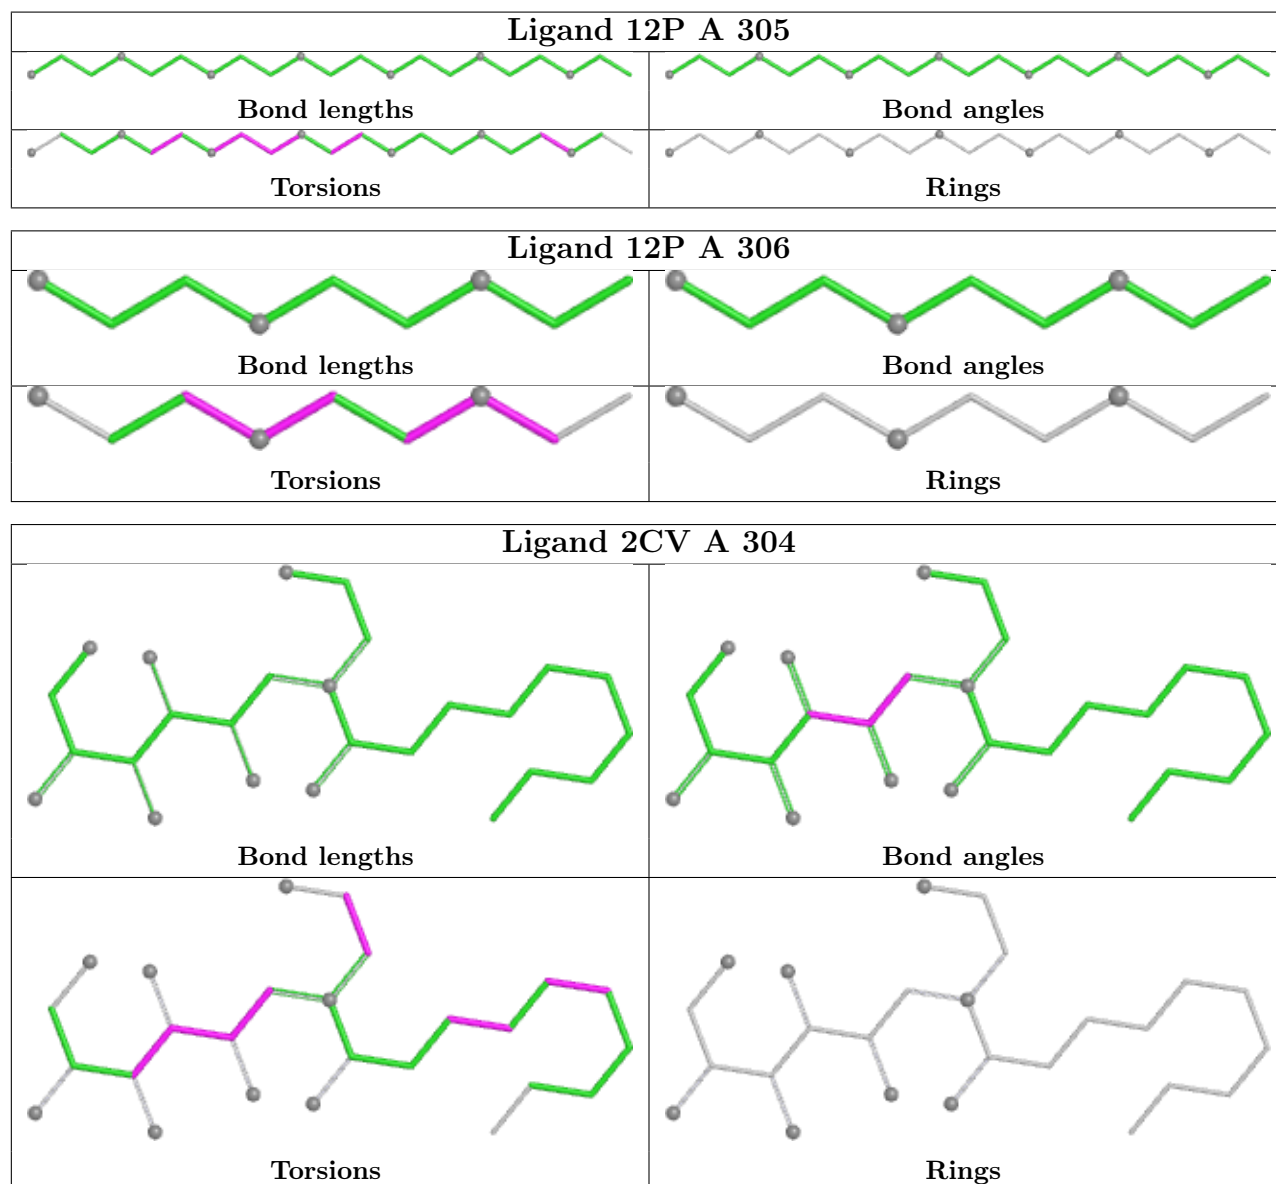 Ligand 12P A 305
Bond lengths
Bond angles
Torsions
Rings
Ligand 12P A 306
Bond lengths
Bond angles
Torsions
Rings
Ligand 2CV A 304
Bond lengths
Bond angles
Torsions
Rings